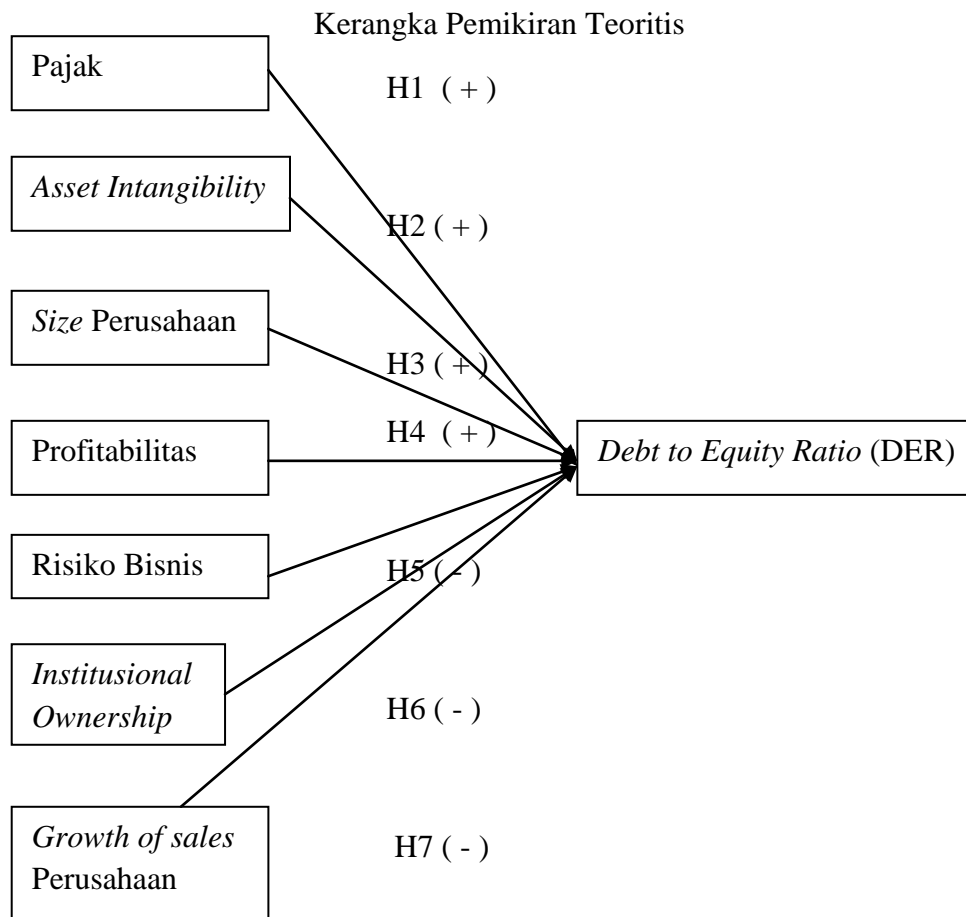 Kerangka Pemikiran Teoritis
Pajak
H1 ( + )
Asset Intangibility
H2 ( + )
Size Perusahaan
H3 ( + )
H4 ( + )
Profitabilitas
Debt to Equity Ratio (DER)
Risiko Bisnis
H5 ( - )
Institusional
Ownership
H6 ( - )
Growth of sales
Perusahaan
H7 ( - )